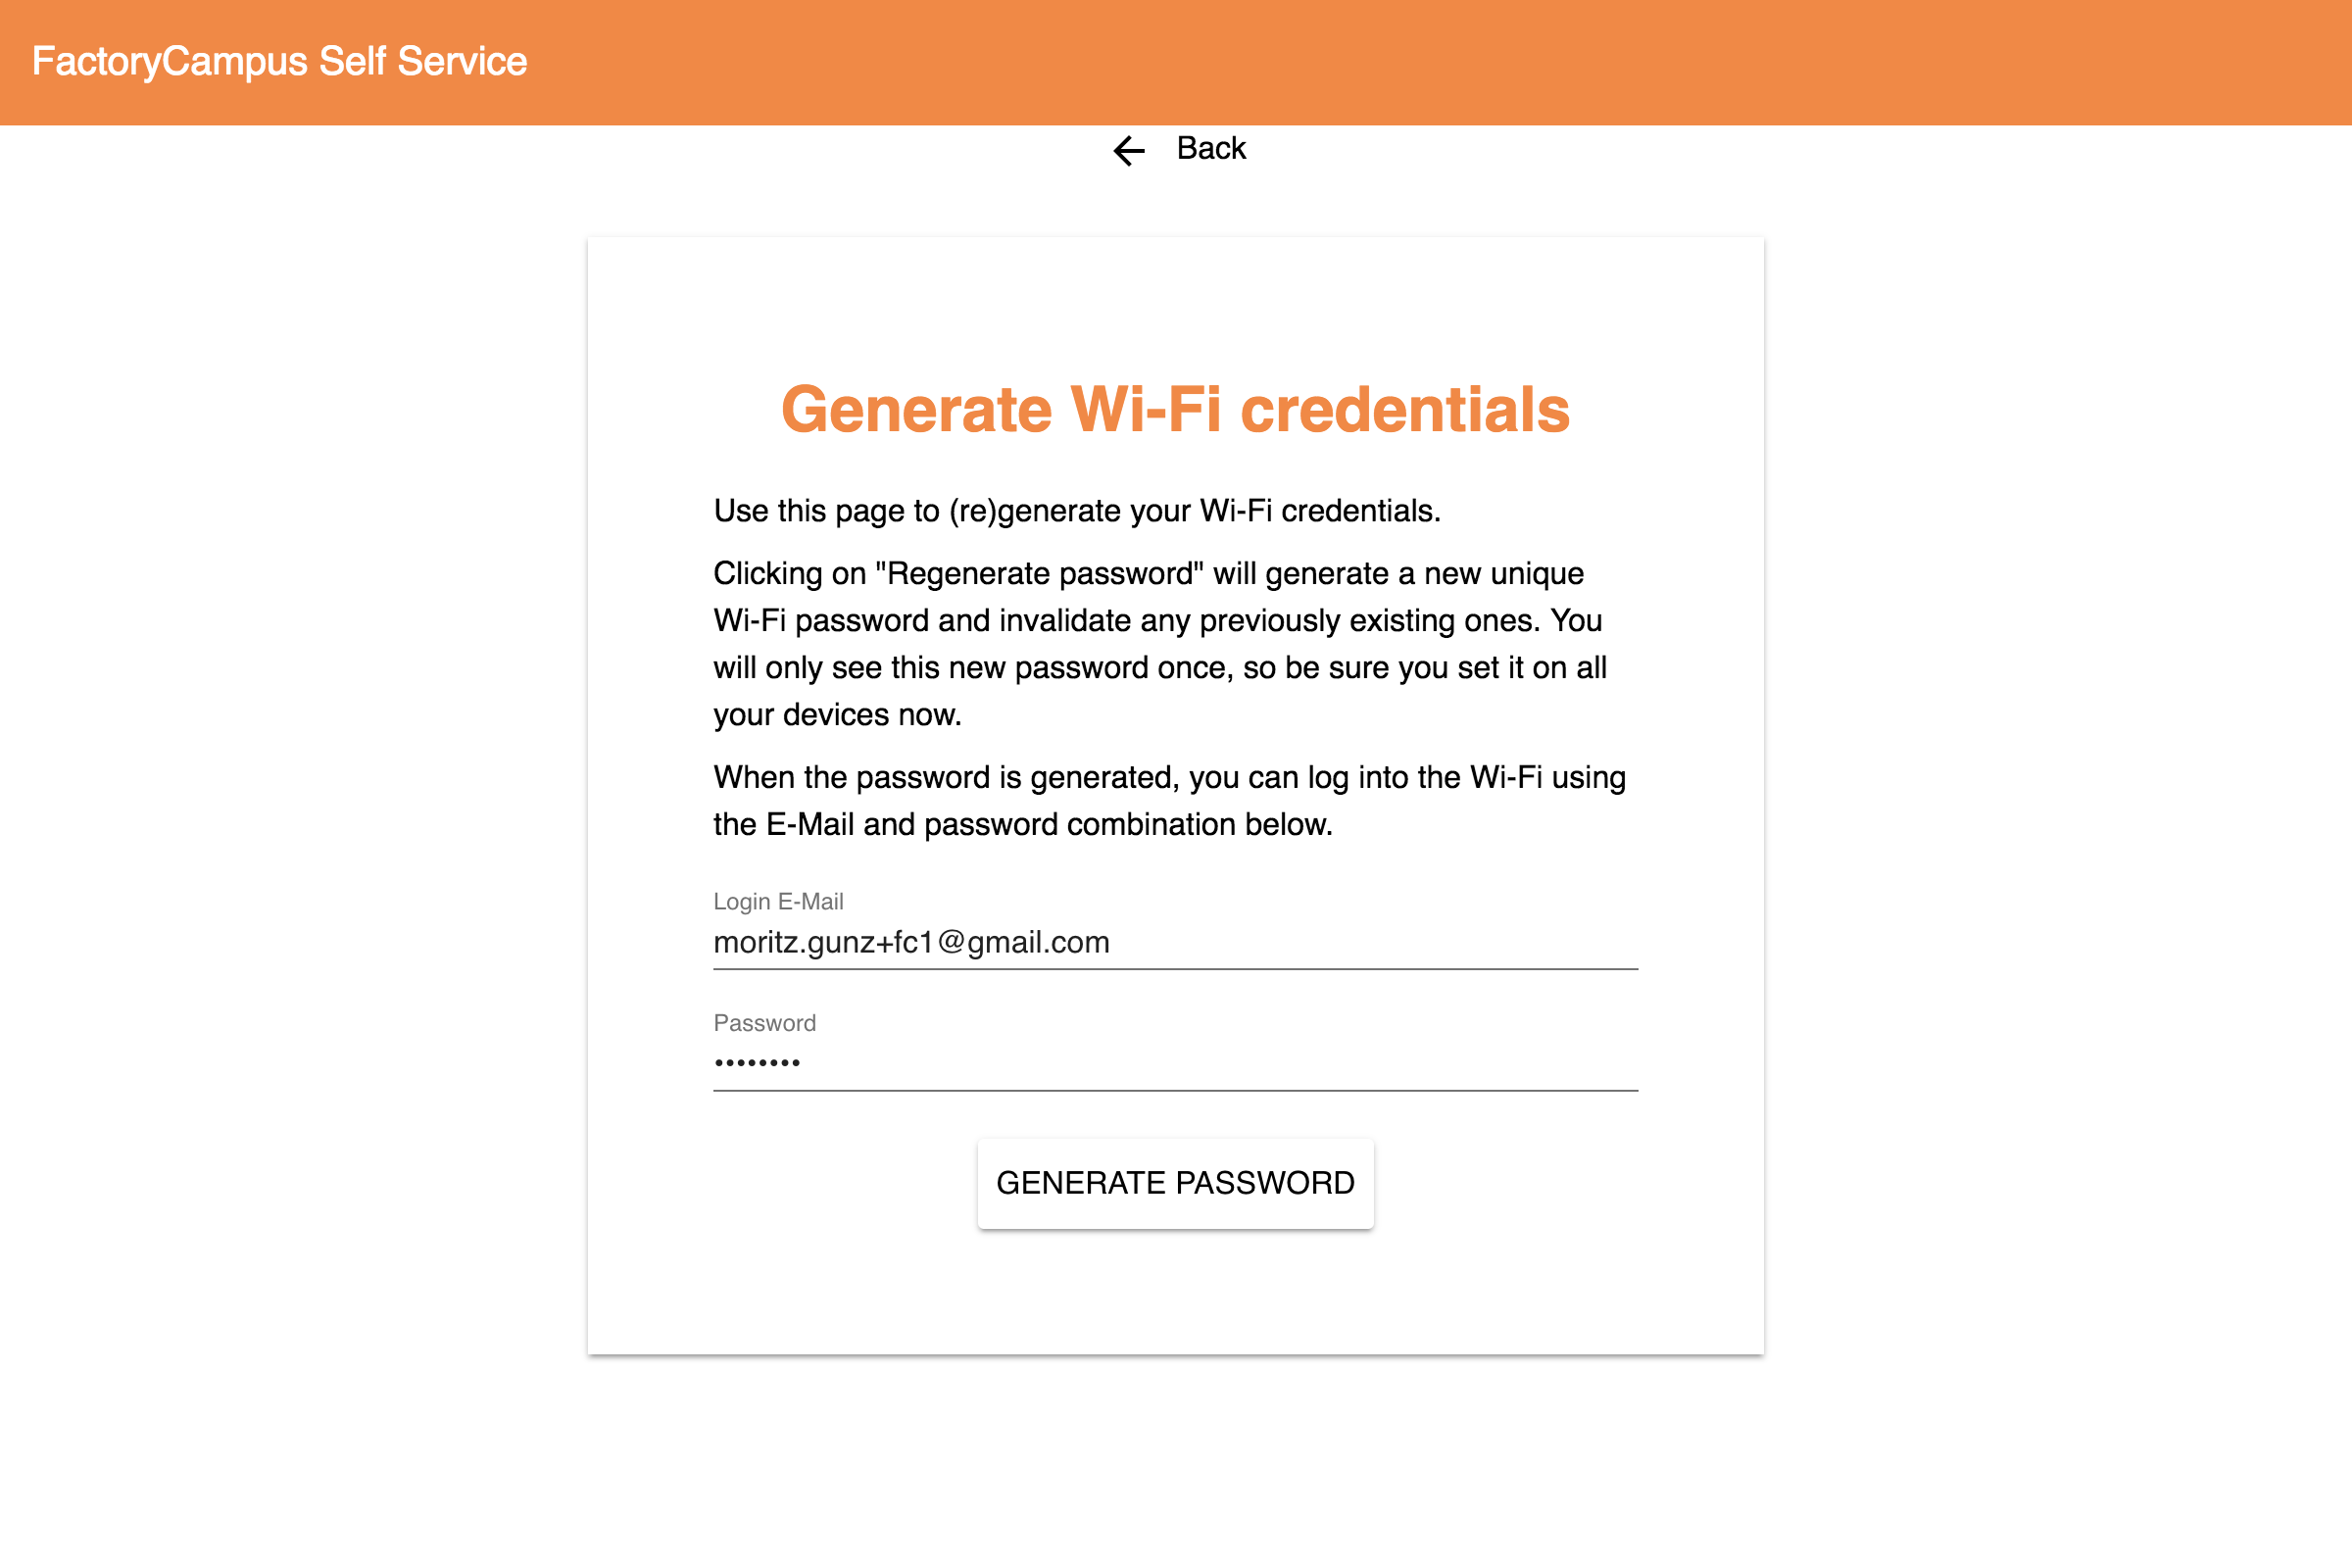 FactoryCampus Self Service
Back
Generate Wi-Fi credentials
Use this page to (re)generate your Wi-Fi credentials.
Clicking on "Regenerate password" will generate a new unique
Wi-Fi password and invalidate any previously existing ones. You
will only see this new password once, so be sure you set it on all
your devices now.
When the password is generated, you can log into the Wi-Fi using
the E-Mail and password combination below.
Login E-Mail
moritz.gunz+fc1@gmail.com
Password
••••••••
GENERATE PASSWORD